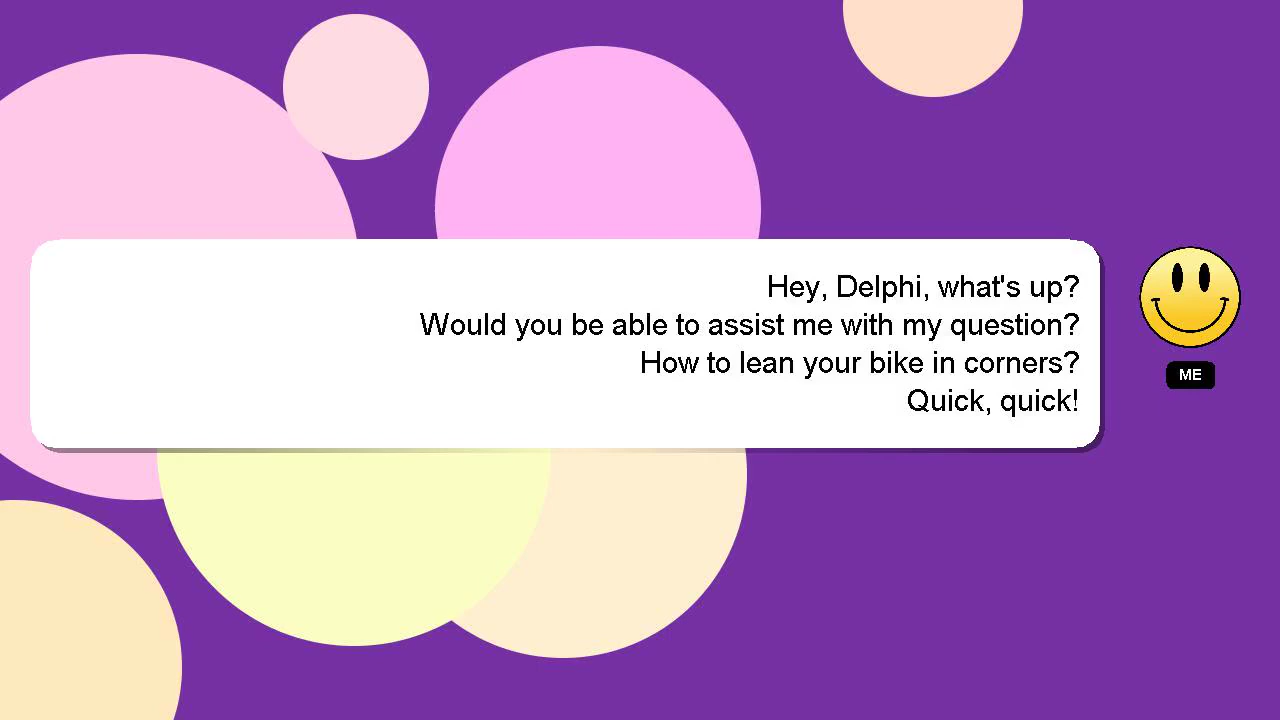 Hey, Delphi, what's up?
Would you be able to assist me with my question?
How to lean your bike in corners?
Quick, quick!
ME